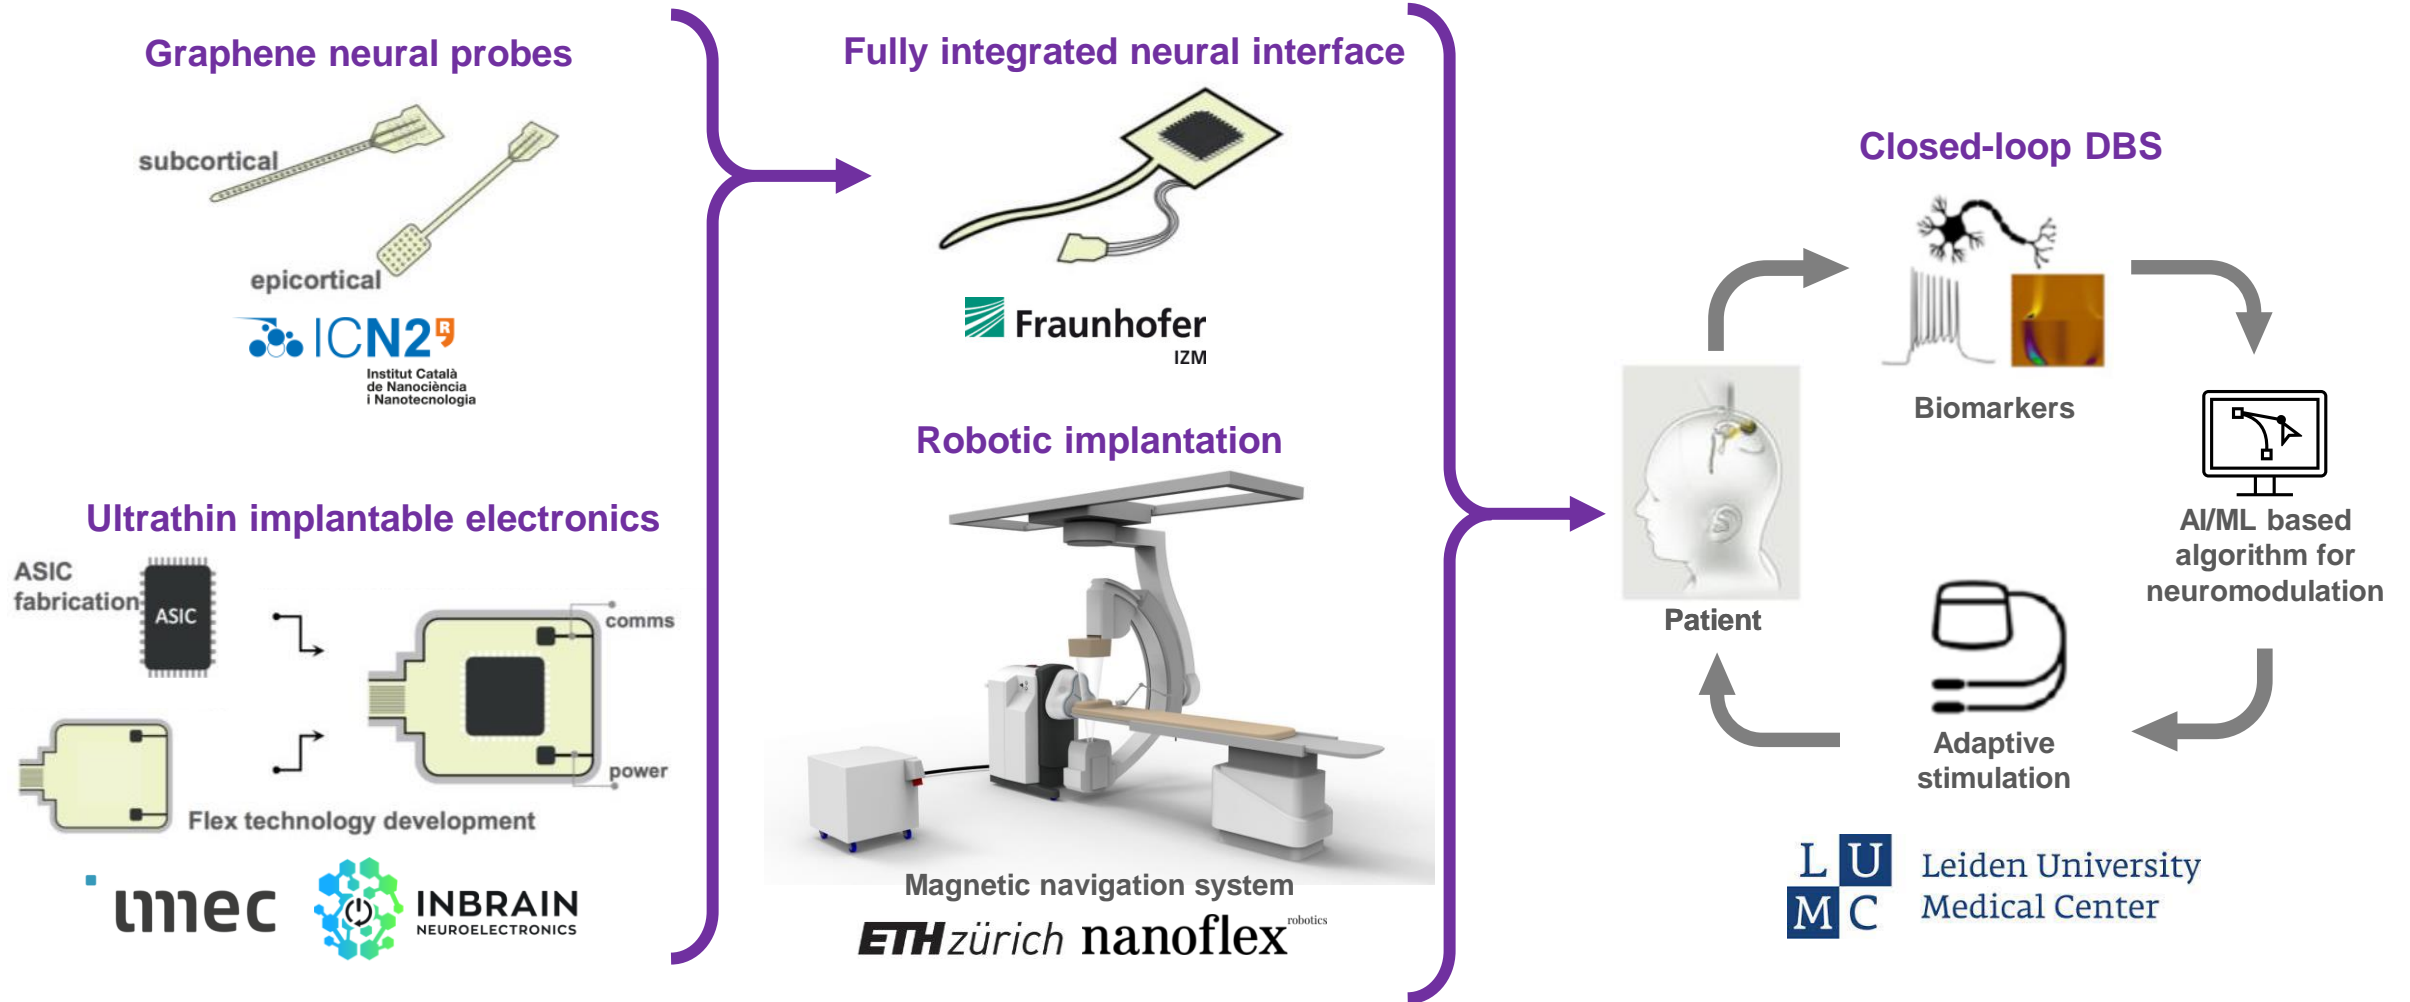 Graphene neural probes
subcortical
epicortical
ICN2
R
Institut Català
de Nanociència
i Nanotecnologia
Ultrathin implantable electronics
ASIC
fabrication
ASIC
comms
power
Flex technology development
imec
INBRAIN
NEUROELECTRONICS
Fully integrated neural interface
Fraunhofer
IZM
Robotic implantation
Magnetic navigation system
ETH zürich
nanoflex robotics
Closed-loop DBS
Biomarkers
AI/ML based
algorithm for
neuromodulation
Patient
Adaptive
stimulation
LU
MC
Leiden University
Medical Center